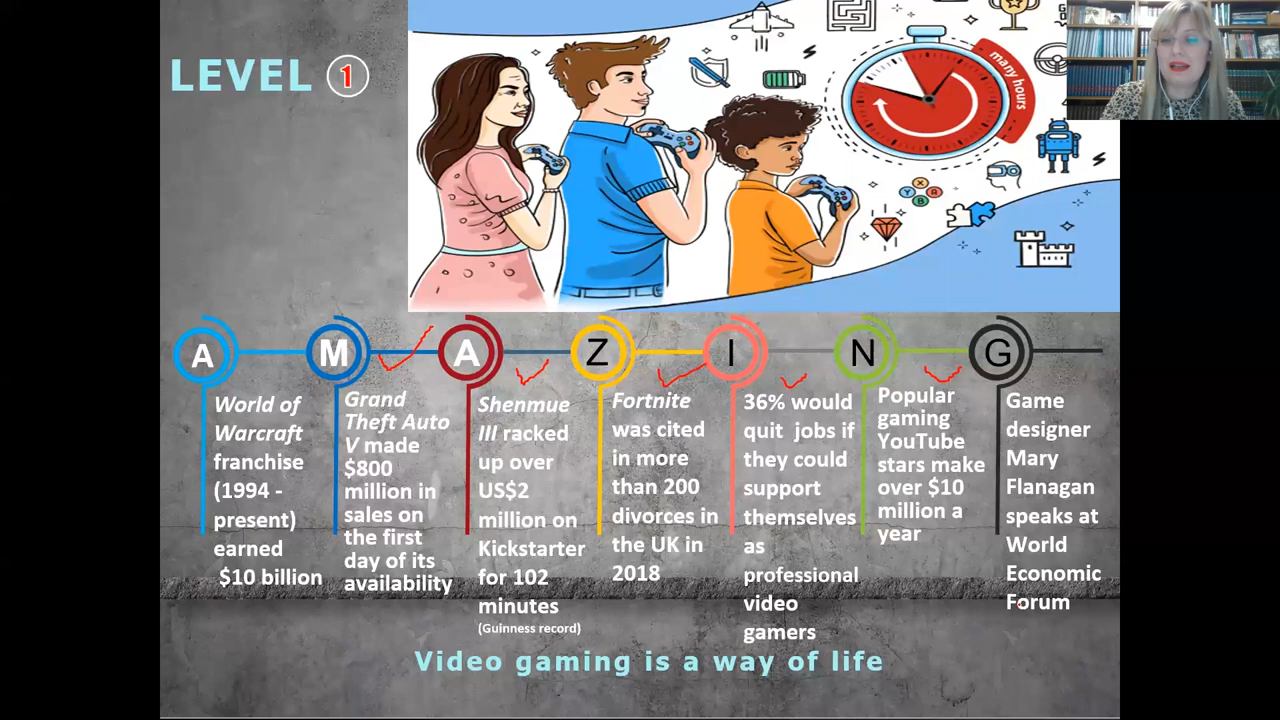 LEVEL 1
many hours
Y X A B
A M A Z I N G
World of
Warcraft
franchise
(1994 -
present)
earned
$10 billion
Grand
Theft Auto
V made
$800
million in
sales on
the first
day of its
availability
Shenmue
III racked
up over
US$2
million on
Kickstarter
for 102
minutes
(Guinness record)
Fortnite
was cited
in more
than 200
divorces in
the UK in
2018
36% would
quit jobs if
they could
support
themselves
as
professional
video
gamers
Popular
gaming
YouTube
stars make
over $10
million a
year
Game
designer
Mary
Flanagan
speaks at
World
Economic
Forum
Video gaming is a way of life